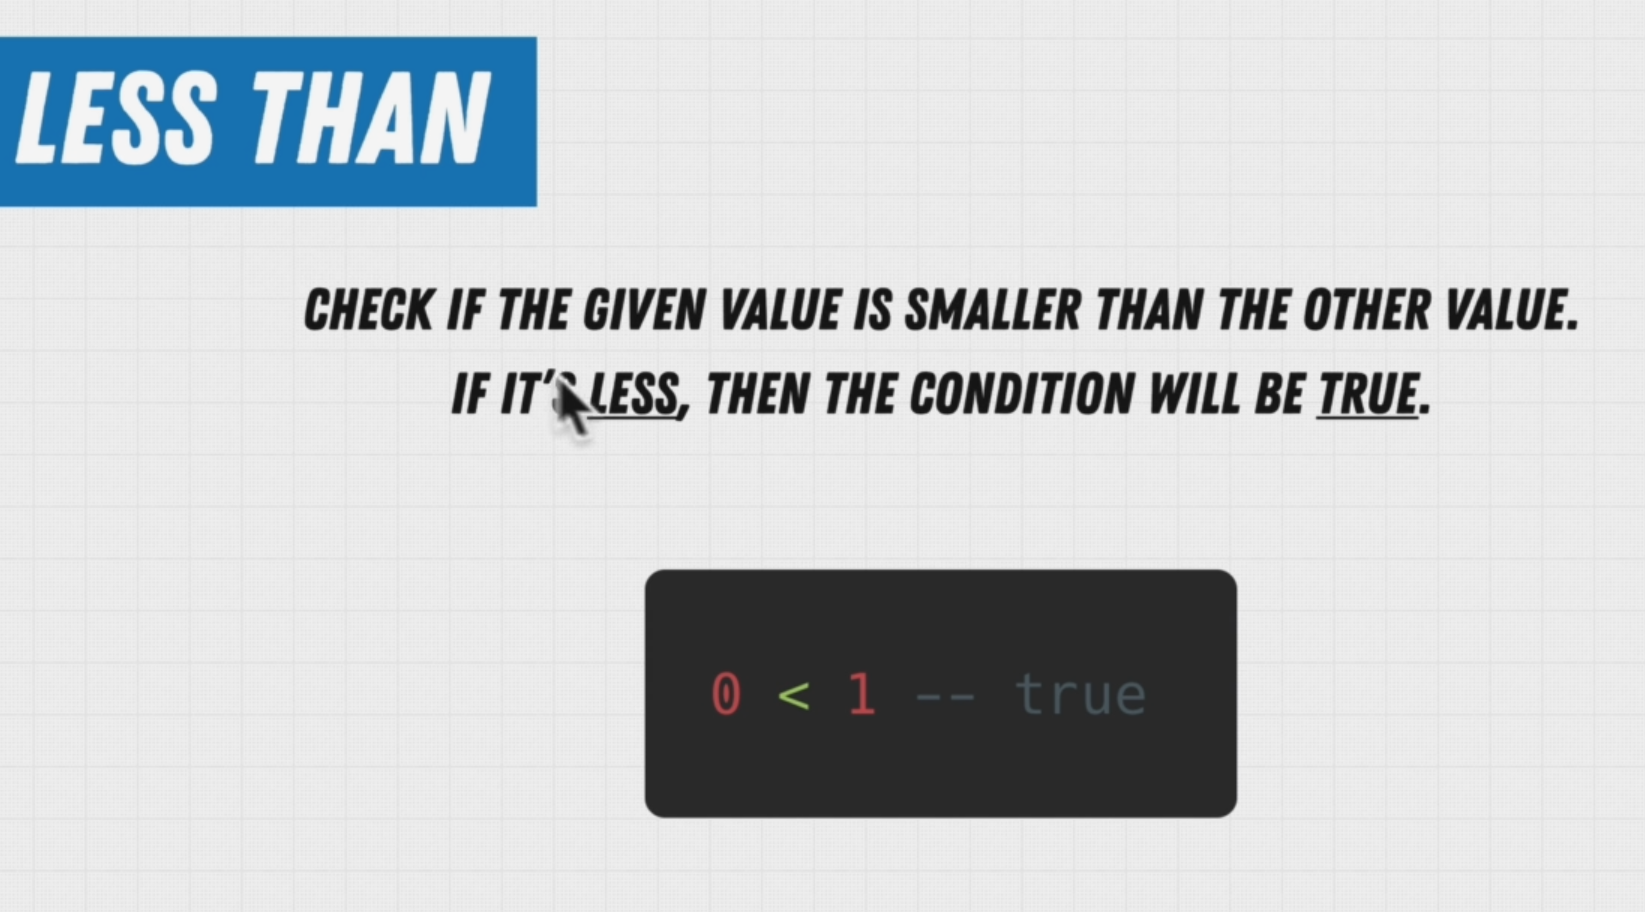 LESS THAN
CHECK IF THE GIVEN VALUE IS SMALLER THAN THE OTHER VALUE.
IF IT'S LESS, THEN THE CONDITION WILL BE TRUE.
0 < 1 -- true